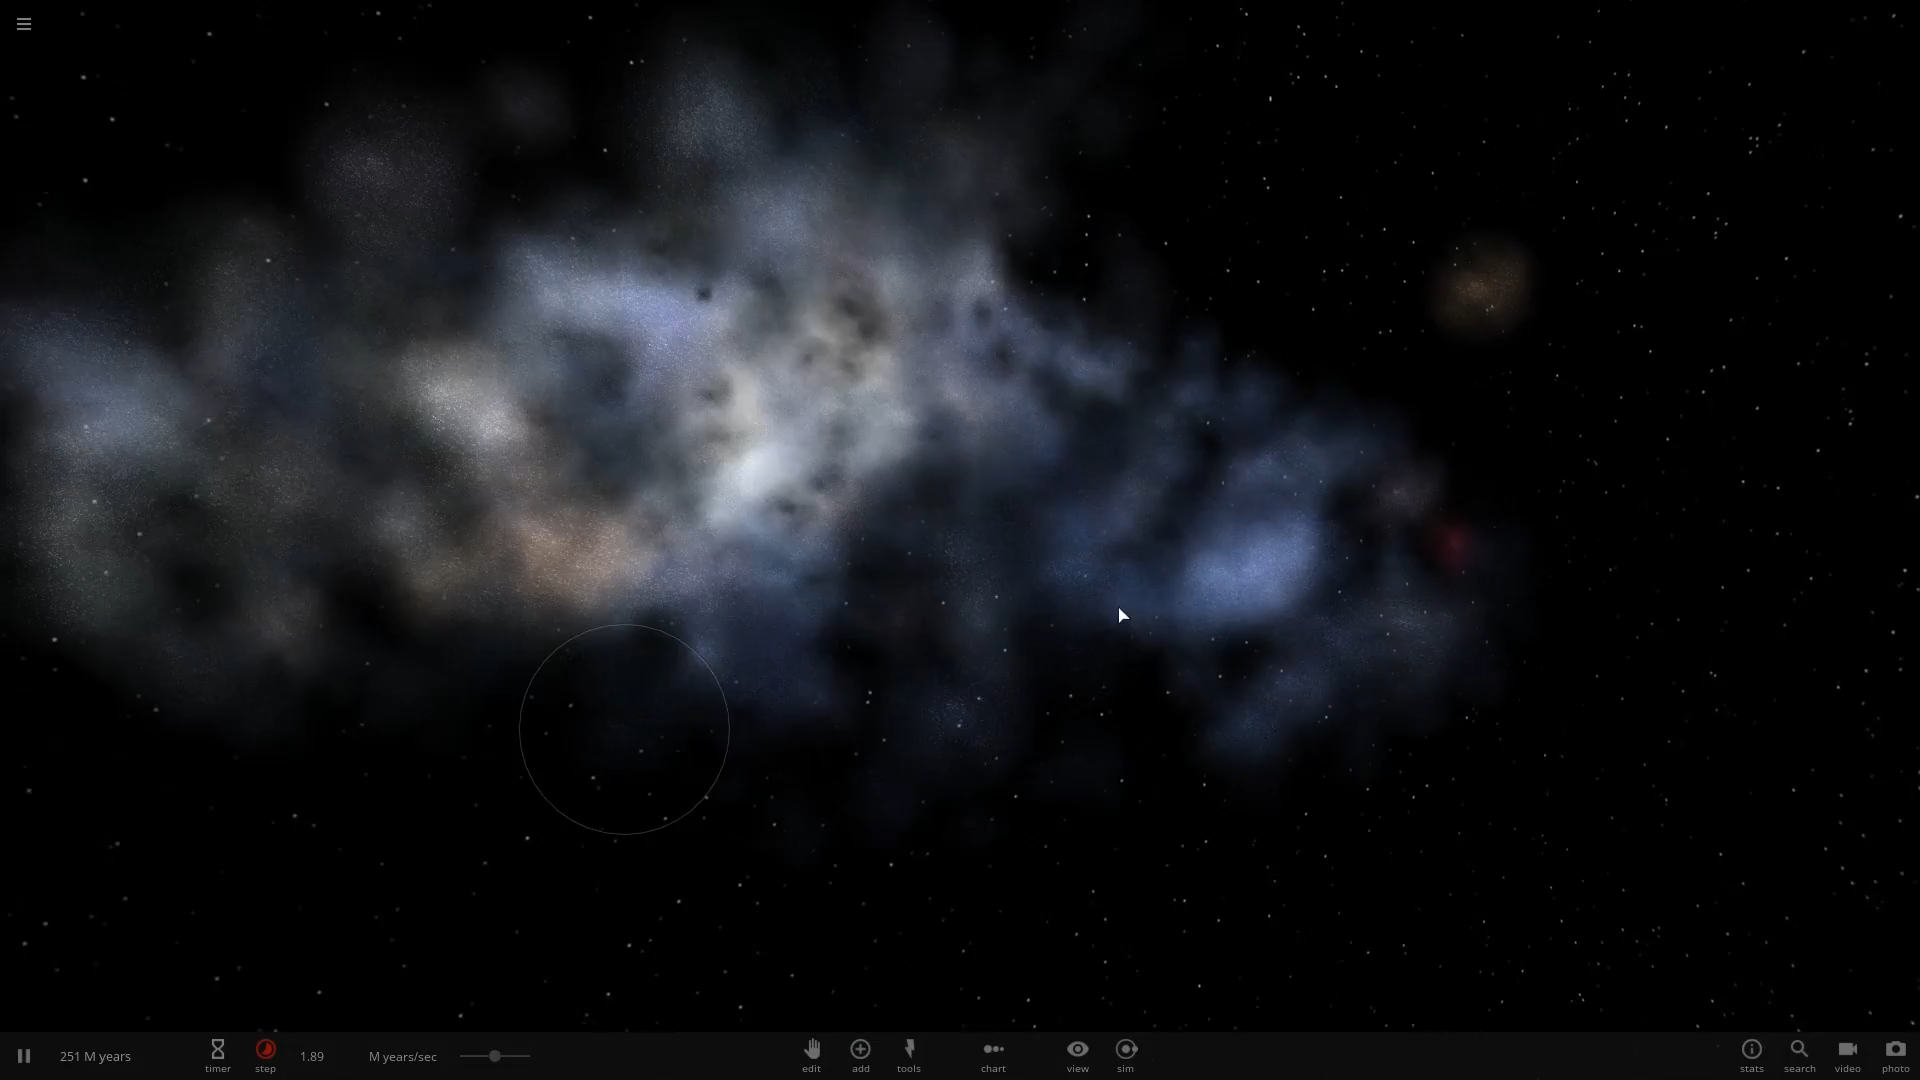 251 M years
timer
step
1.89
M years/sec
edit
add
tools
chart
view
sim
stats
search
video
photo